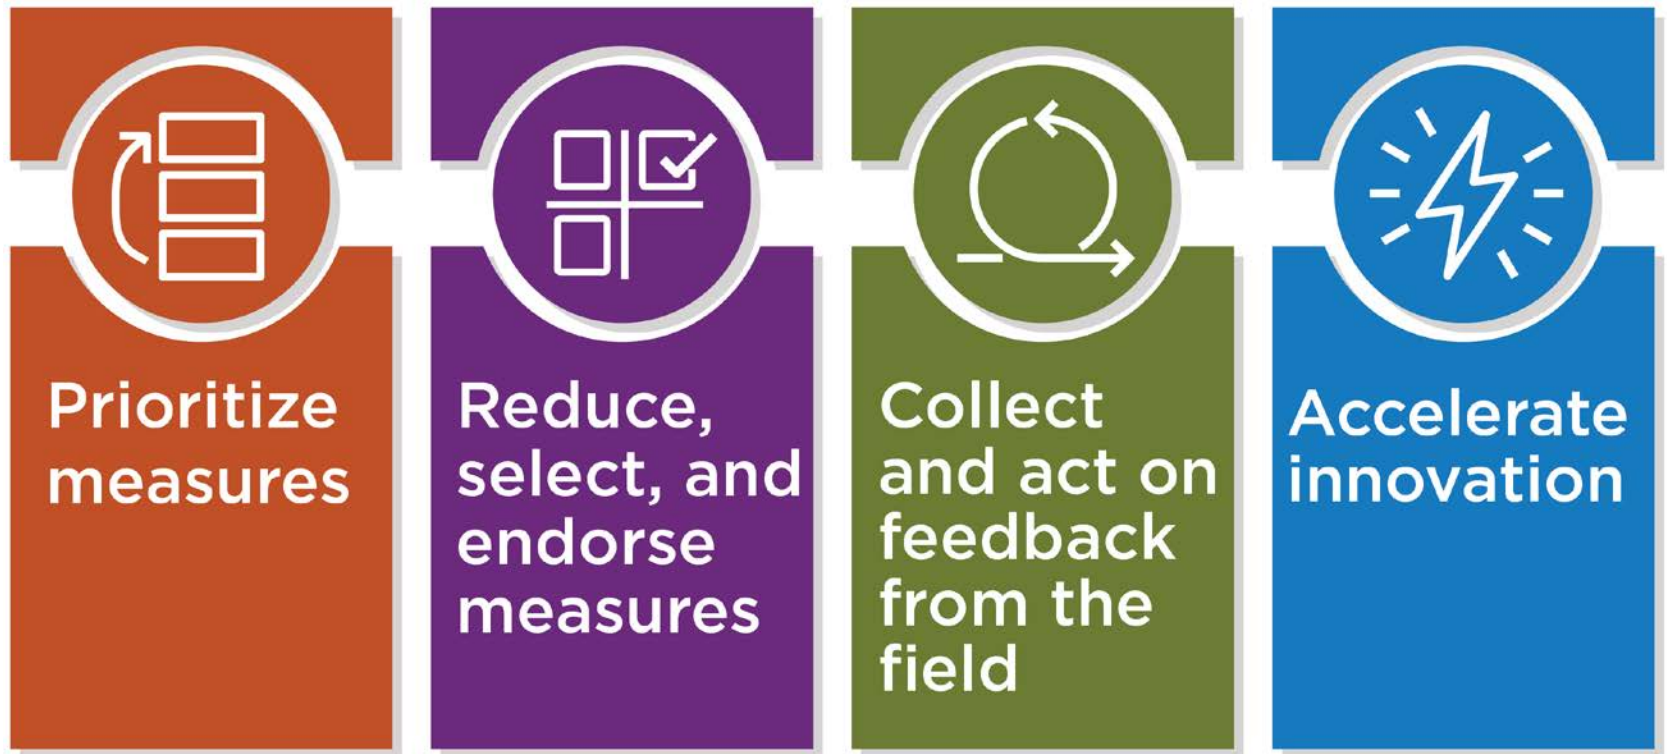 Prioritize
measures
Reduce,
select, and
endorse
measures
Collect
and act on
feedback
from the
field
Accelerate
innovation